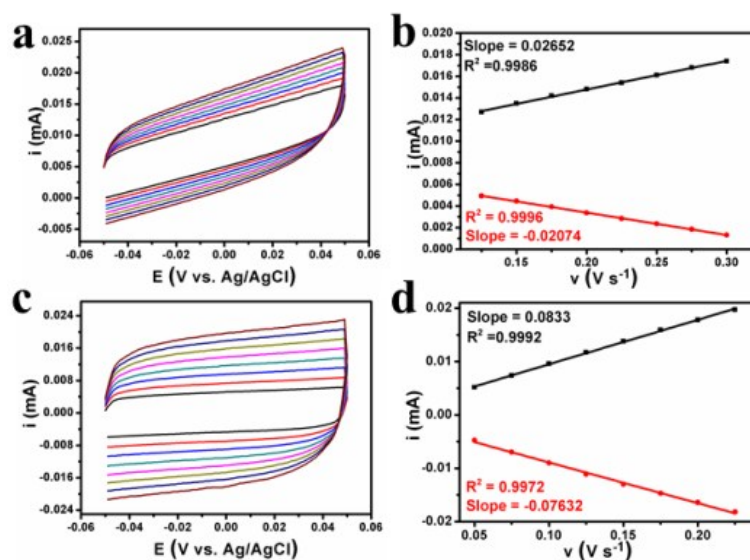 a
i (mA)
0.025
0.020
0.015
0.010
0.005
0.000
-0.005
-0.06 -0.04 -0.02 0.00 0.02 0.04 0.06
E (V vs. Ag/AgCl)
b
i (mA)
0.020
0.018
0.016
0.014
0.012
0.010
0.008
0.006
0.004
0.002
0.000
Slope = 0.02652
R² =0.9986
R² = 0.9996
Slope = -0.02074
0.15 0.20 0.25 0.30
v (V s⁻¹)
c
i (mA)
0.024
0.016
0.008
0.000
-0.008
-0.016
-0.024
-0.06 -0.04 -0.02 0.00 0.02 0.04 0.06
E (V vs. Ag/AgCl)
d
i (mA)
0.02
0.01
0.00
-0.01
-0.02
Slope = 0.0833
R² =0.9992
R² = 0.9972
Slope = -0.07632
0.05 0.10 0.15 0.20
v (V s⁻¹)